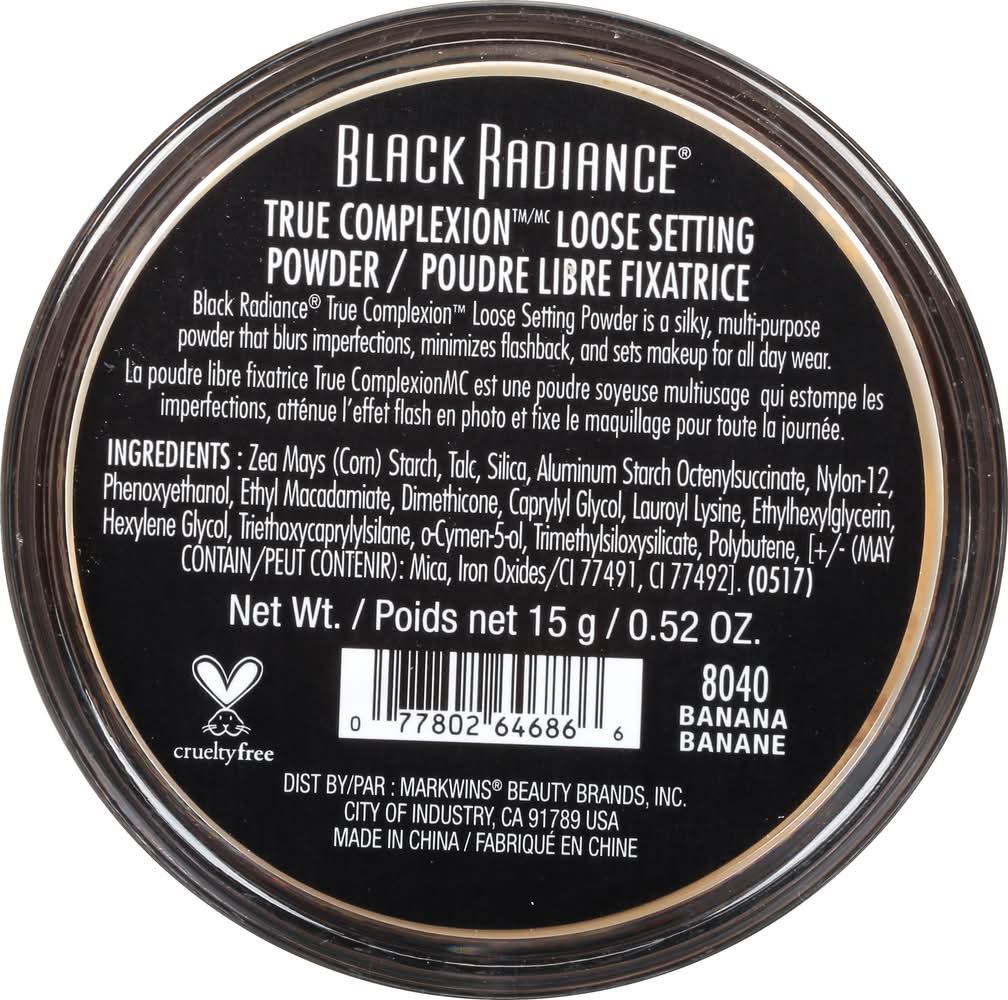 BLACK RADIANCE®
TRUE COMPLEXION™/MC LOOSE SETTING
POWDER / POUDRE LIBRE FIXATRICE
Black Radiance® True Complexion™ Loose Setting Powder is a silky, multi-purpose
powder that blurs imperfections, minimizes flashback, and sets makeup for all day wear.
La poudre libre fixatrice True ComplexionMC est une poudre soyeuse multiusage qui estompe les
imperfections, atténue l'effet flash en photo et fixe le maquillage pour toute la journée.
INGREDIENTS : Zea Mays (Corn) Starch, Talc, Silica, Aluminum Starch Octenylsuccinate, Nylon-12,
Phenoxyethanol, Ethyl Macadamiate, Dimethicone, Caprylyl Glycol, Lauroyl Lysine, Ethylhexylglycerin,
Hexylene Glycol, Triethoxycaprylylsilane, o-Cymen-5-ol, Trimethylsiloxysilicate, Polybutene, [+/- (MAY
CONTAIN/PEUT CONTENIR): Mica, Iron Oxides/CI 77491, CI 77492]. (0517)
Net Wt. / Poids net 15 g / 0.52 OZ.
crueltyfree
0 77802 64686 6
8040
BANANA
BANANE
DIST BY/PAR : MARKWINS® BEAUTY BRANDS, INC.
CITY OF INDUSTRY, CA 91789 USA
MADE IN CHINA / FABRIQUÉ EN CHINE